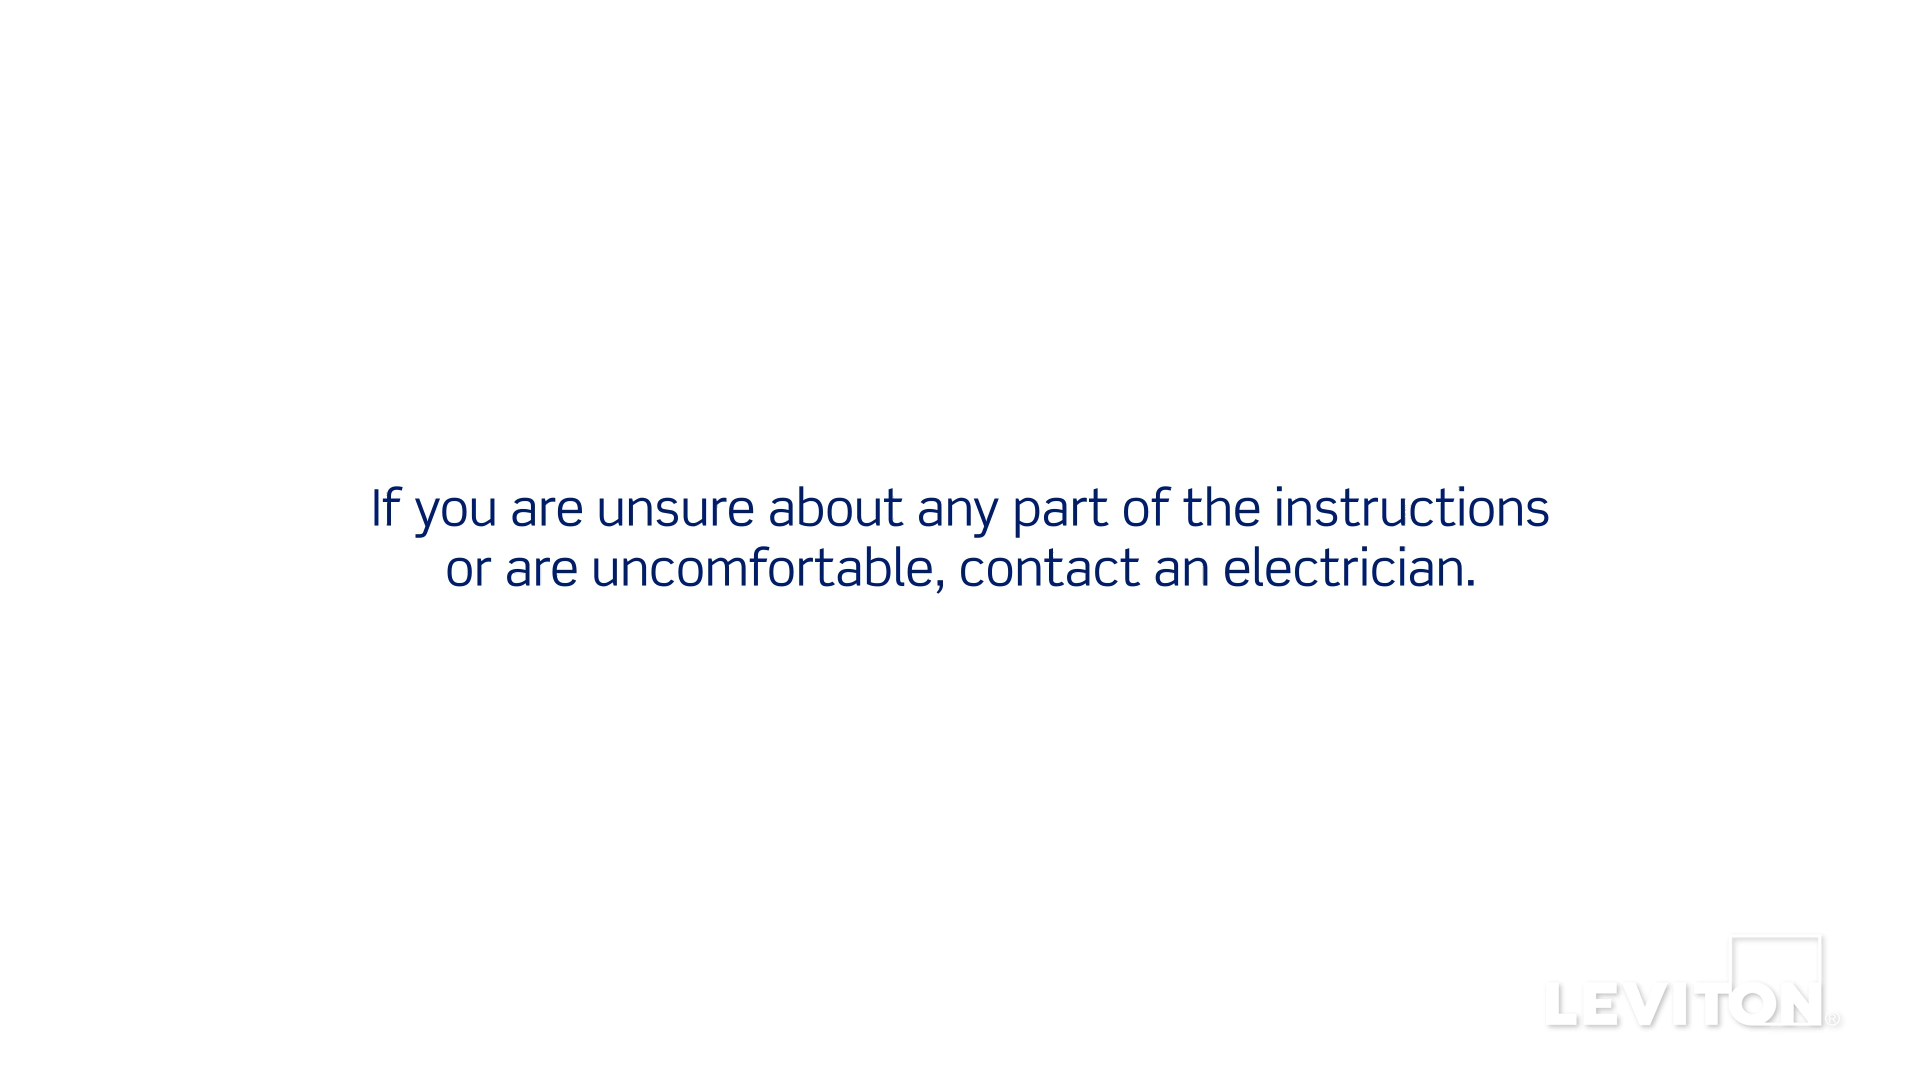 If you are unsure about any part of the instructions
or are uncomfortable, contact an electrician.
LEVITON®